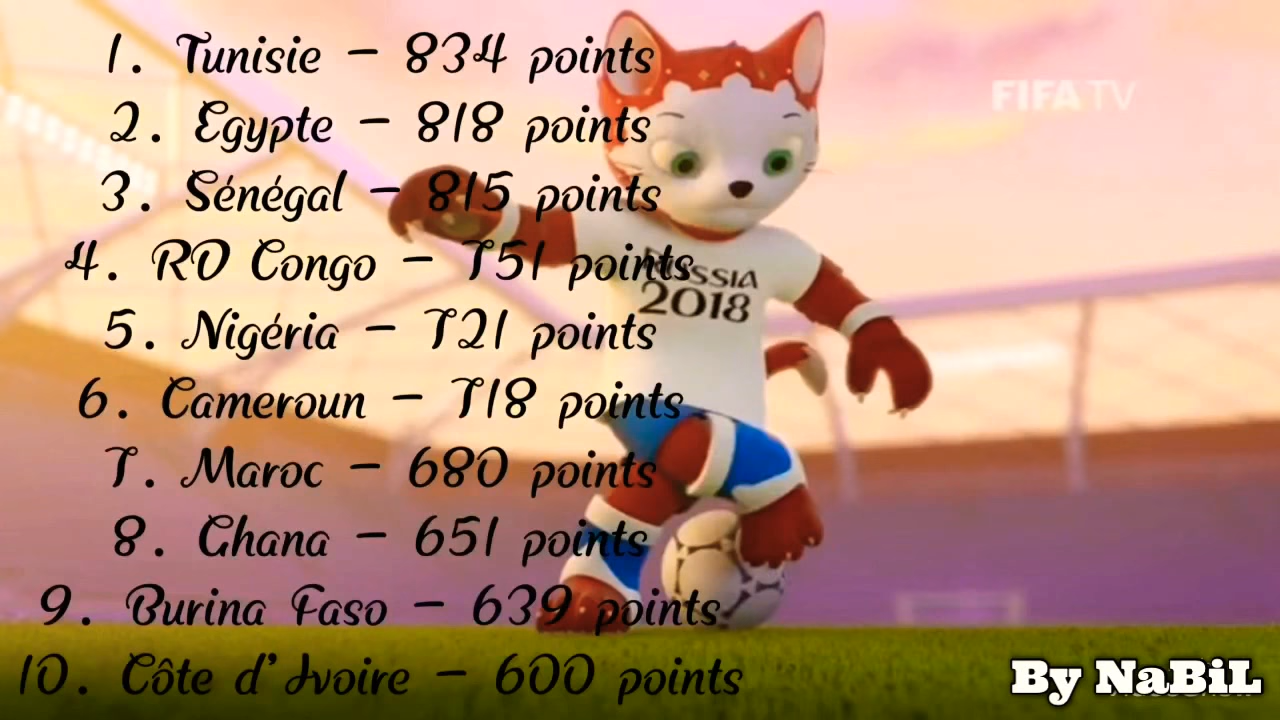 1. Tunisie – 834 points
2. Egypte – 818 points
3. Sénégal – 815 points
4. RD Congo – 751 points
5. Nigéria – 721 points
6. Cameroun – 718 points
7. Maroc – 680 points
8. Ghana – 651 points
9. Burina Faso – 639 points
10. Côte d'Ivoire – 600 points
FIFA TV
RUSSIA
2018
By NaBiL